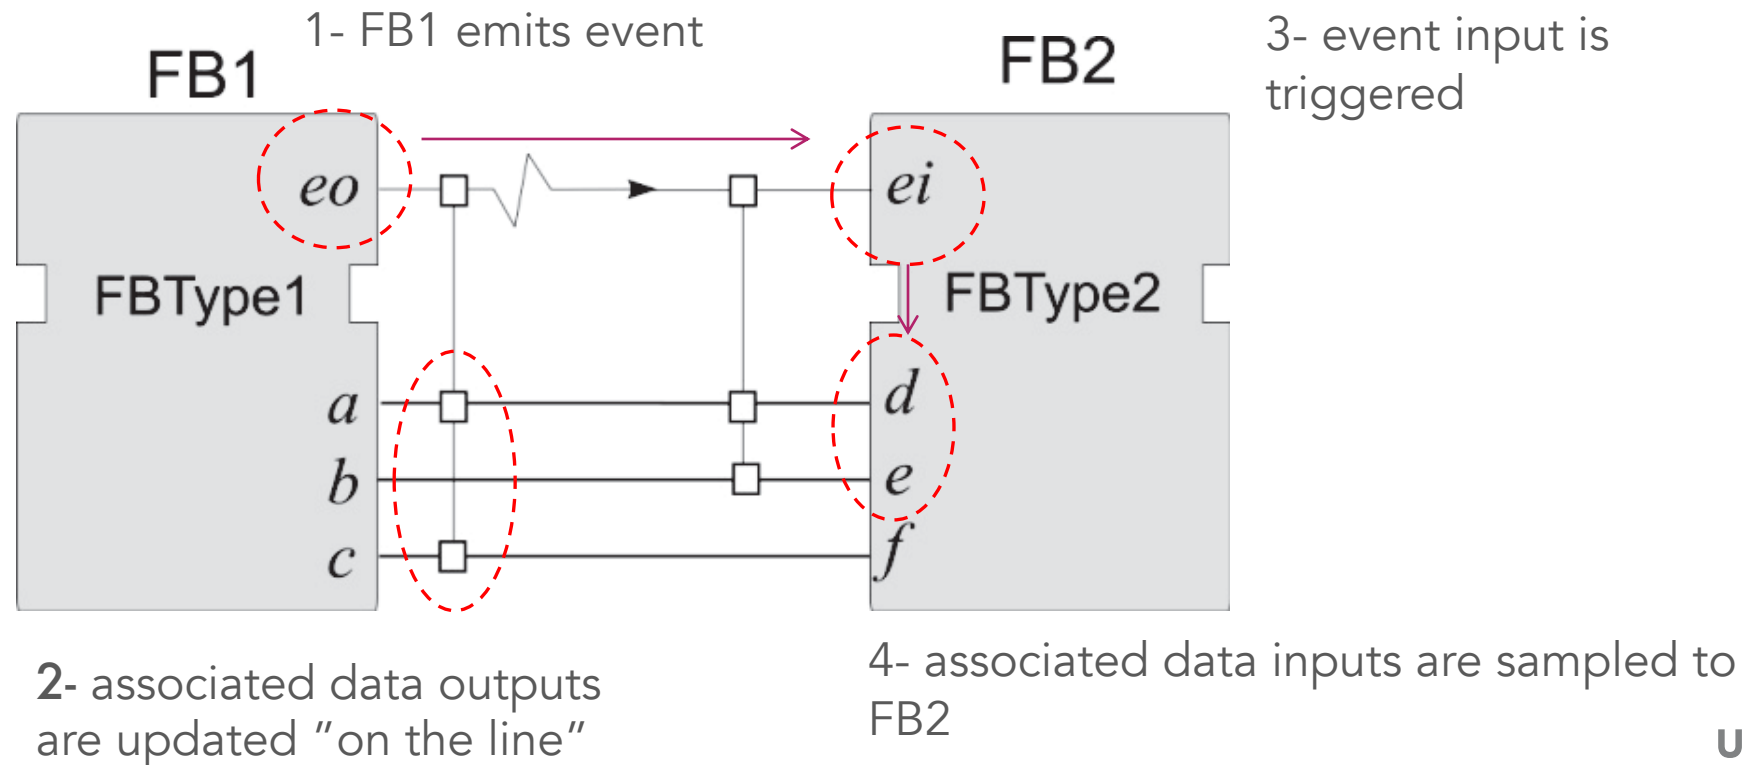 1- FB1 emits event
FB1
FB2
3- event input is
triggered
eo
ei
FBType1
FBType2
a
d
b
e
c
f
2- associated data outputs
are updated ”on the line”
4- associated data inputs are sampled to
FB2
U